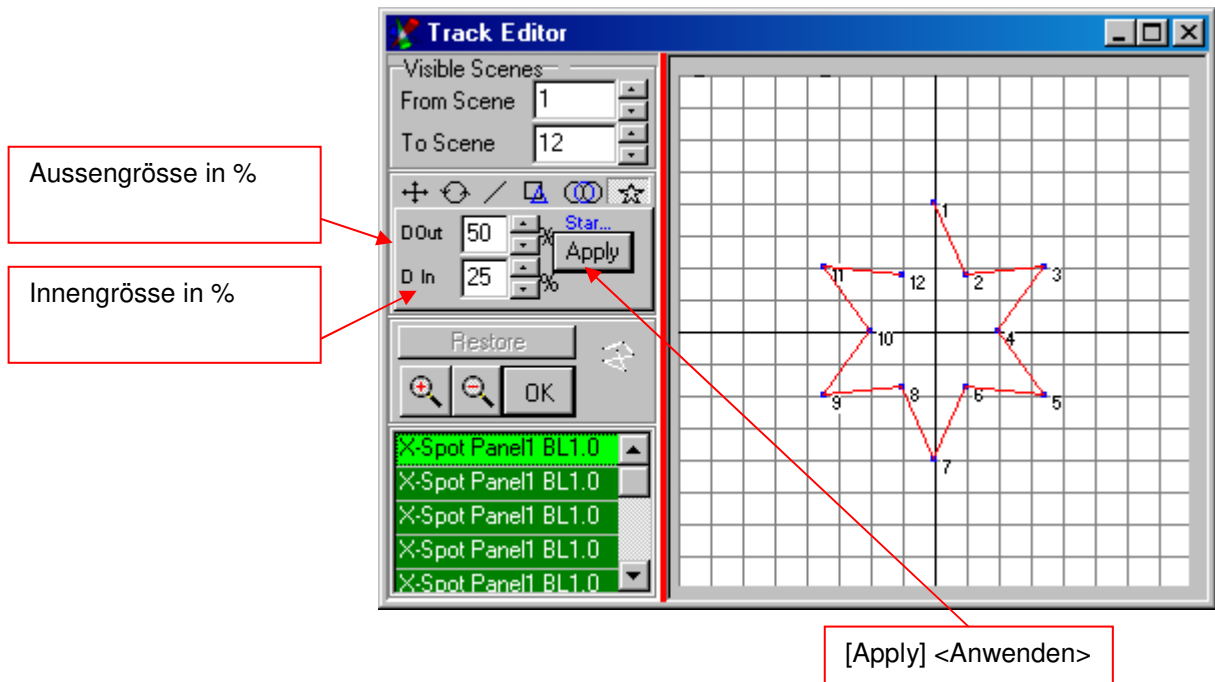 Track Editor
Visible Scenes
From Scene 1
To Scene 12
Aussengrösse in %
DOut 50 %
Star...
Apply
Innengrösse in %
D In 25 %
Restore
OK
X-Spot Panel1 BL1.0
X-Spot Panel1 BL1.0
X-Spot Panel1 BL1.0
X-Spot Panel1 BL1.0
X-Spot Panel1 BL1.0
1
11
12
2
3
10
4
9
8
6
5
7
[Apply] <Anwenden>